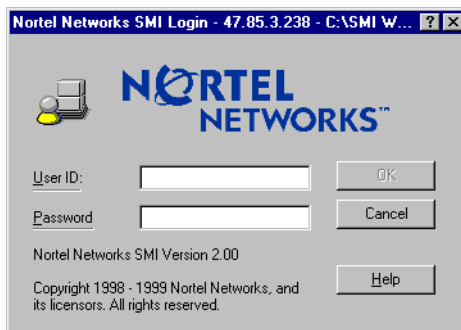 Nortel Networks SMI Login - 47.85.3.238 - C:\SMI W... ? ×
NORTEL
NETWORKS™
User ID:
OK
Password
Cancel
Nortel Networks SMI Version 2.00
Copyright 1998 - 1999 Nortel Networks, and
its licensors. All rights reserved.
Help